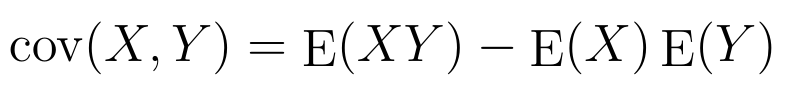 cov(X, Y) = E(XY) − E(X) E(Y)